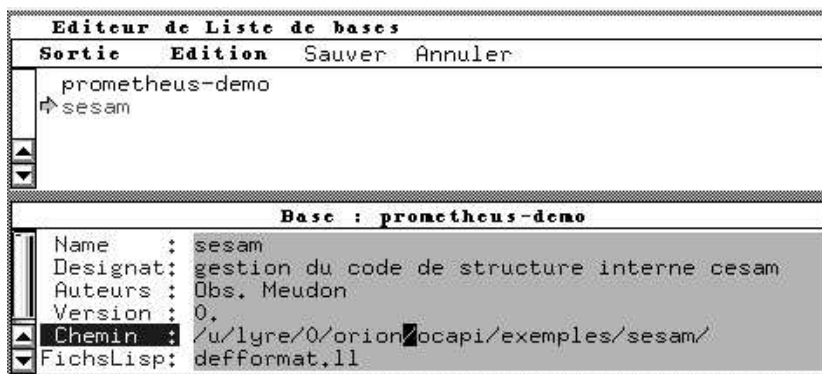 Editeur de Liste de bases
Sortie Edition Sauver Annuler
prometheus-demo
sesam
Base : prometheus-demo
Name : sesam
Designat: gestion du code de structure interne cesam
Auteurs : Obs. Meudon
Version : 0.
Chemin : /u/lyre/0/orion/ocapi/exemples/sesam/
FichsLisp: defformat.ll